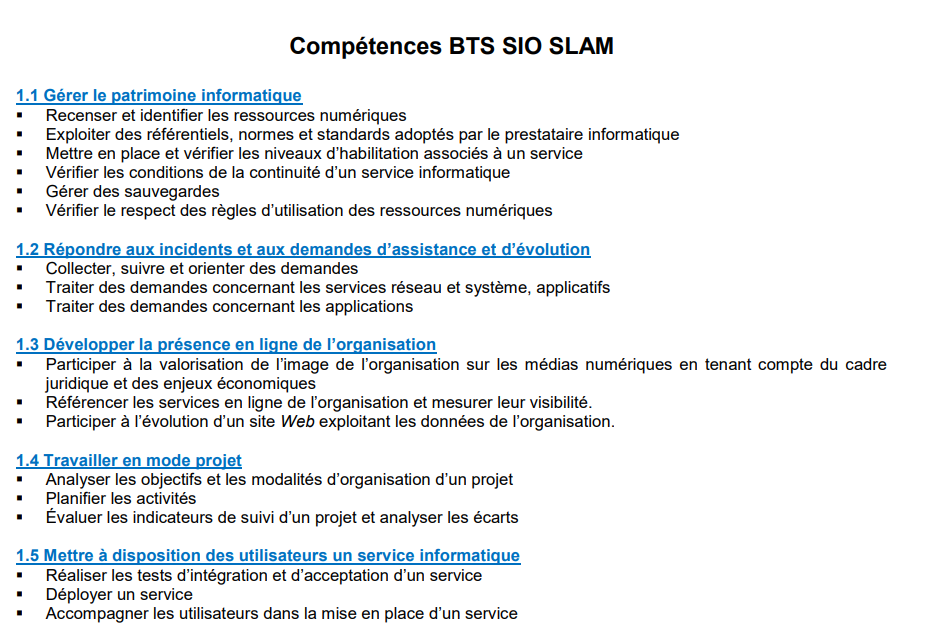 Compétences BTS SIO SLAM
1.1 Gérer le patrimoine informatique
▪ Recenser et identifier les ressources numériques
▪ Exploiter des référentiels, normes et standards adoptés par le prestataire informatique
▪ Mettre en place et vérifier les niveaux d’habilitation associés à un service
▪ Vérifier les conditions de la continuité d’un service informatique
▪ Gérer des sauvegardes
▪ Vérifier le respect des règles d’utilisation des ressources numériques
1.2 Répondre aux incidents et aux demandes d’assistance et d’évolution
▪ Collecter, suivre et orienter des demandes
▪ Traiter des demandes concernant les services réseau et système, applicatifs
▪ Traiter des demandes concernant les applications
1.3 Développer la présence en ligne de l’organisation
▪ Participer à la valorisation de l’image de l’organisation sur les médias numériques en tenant compte du cadre
juridique et des enjeux économiques
▪ Référencer les services en ligne de l’organisation et mesurer leur visibilité.
▪ Participer à l’évolution d’un site Web exploitant les données de l’organisation.
1.4 Travailler en mode projet
▪ Analyser les objectifs et les modalités d’organisation d’un projet
▪ Planifier les activités
▪ Évaluer les indicateurs de suivi d’un projet et analyser les écarts
1.5 Mettre à disposition des utilisateurs un service informatique
▪ Réaliser les tests d’intégration et d’acceptation d’un service
▪ Déployer un service
▪ Accompagner les utilisateurs dans la mise en place d’un service